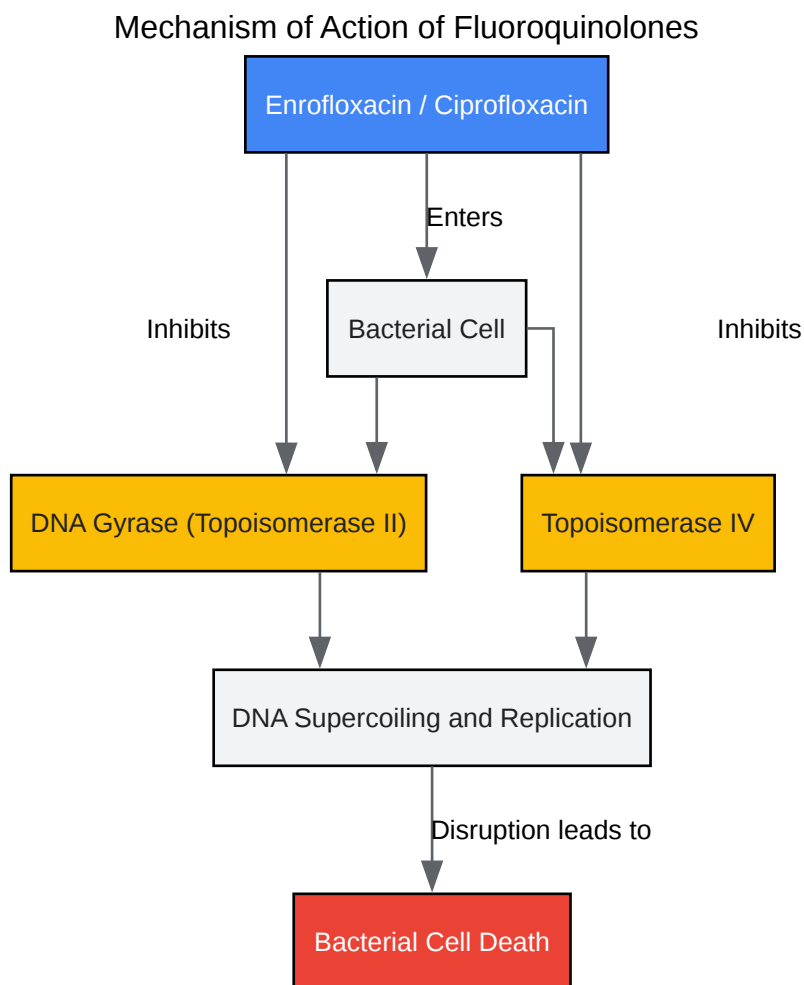 Mechanism of Action of Fluoroquinolones
Enrofloxacin / Ciprofloxacin
Enters
Bacterial Cell
Inhibits
Inhibits
DNA Gyrase (Topoisomerase II)
Topoisomerase IV
DNA Supercoiling and Replication
Disruption leads to
Bacterial Cell Death